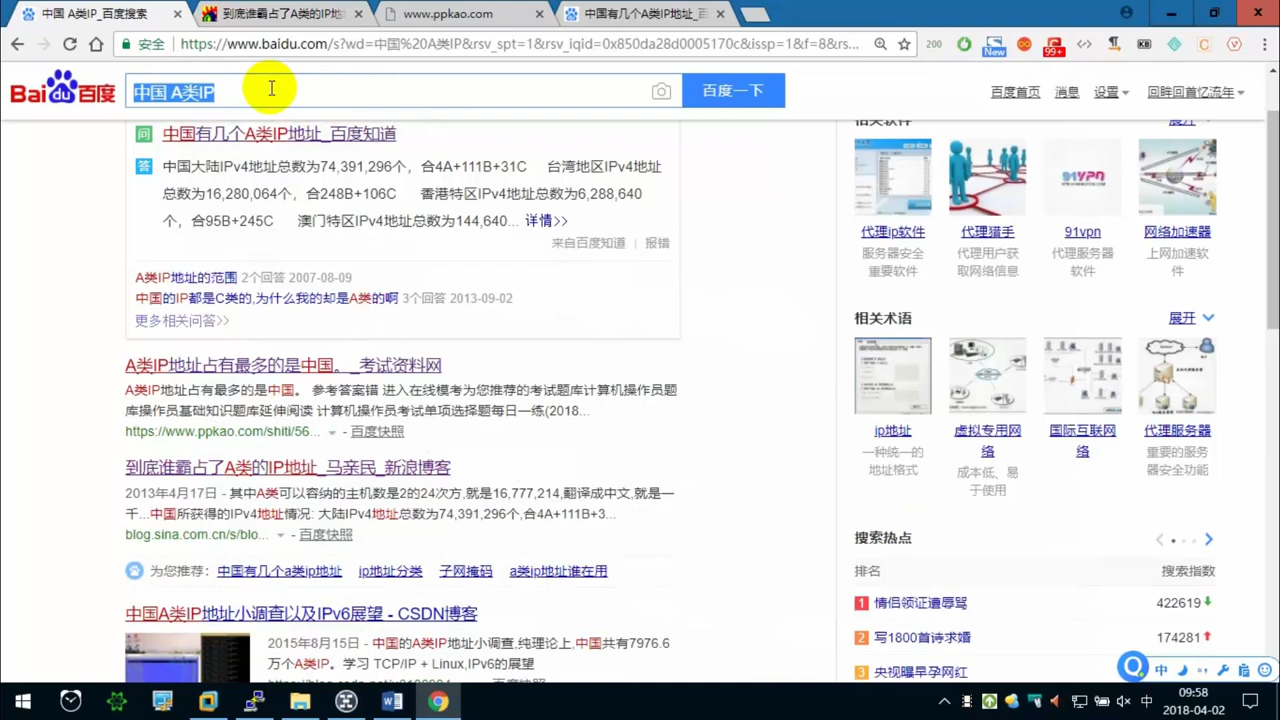 中国 A类IP_百度搜索
到底谁霸占了A类的IP地
www.ppkao.com
中国有几个A类IP地址_百
安全
https://www.baidu.com/s?wd=中国%20A类IP&rsv_spt=1&rsv_iqid=0x850da28d0005170c&issp=1&f=8&rs...
200
New
99+
Bai du 百度
中国 A类IP
百度一下
百度首页 消息 设置 回眸回首忆流年
问 中国有几个A类IP地址_百度知道
答 中国大陆IPv4地址总数为74,391,296个，合4A+111B+31C 台湾地区IPv4地址
总数为16,280,064个，合248B+106C 香港特区IPv4地址总数为6,288,640
个，合95B+245C 澳门特区IPv4地址总数为144,640... 详情>>
来自百度知道 | 报错
A类IP地址的范围 2个回答 2007-08-09
中国的IP都是C类的,为什么我的却是A类的啊 3个回答 2013-09-02
更多相关问答>>
A类IP地址占有最多的是中国。_考试资料网
A类IP地址占有最多的是中国。 参考答案错 进入在线模考为您推荐的考试题库计算机操作员题
库操作员基础知识题库延伸阅读 计算机操作员考试单项选择题每日一练(2018...
https://www.ppkao.com/shiti/56... - 百度快照
到底谁霸占了A类的IP地址_马亲民_新浪博客
2013年4月17日 - 其中A类可以容纳的主机数是2的24次方,就是16,777,214,翻译成中文,就是一
千...中国所获得的IPv4地址情况: 大陆IPv4地址总数为74,391,296个,合4A+111B+3...
blog.sina.com.cn/s/blo... - 百度快照
为您推荐： 中国有几个a类ip地址 ip地址分类 子网掩码 a类ip地址谁在用
中国A类IP地址小调查以及IPv6展望 - CSDN博客
2015年8月15日 - 中国的A类IP地址小调查,纯理论上,中国共有7976.6
万个A类IP。学习 TCP/IP + Linux,IPv6的展望
相关软件 展开
91VPN
代理ip软件 代理猎手 91vpn 网络加速器
服务器安全 代理用户获 代理服务器 上网加速软
重要软件 取网络信息 软件 件
相关术语 展开
ip地址 虚拟专用网 国际互联网 代理服务器
一种统一的 络 络 重要的服务
地址格式 成本低、易 器安全功能
于使用
搜索热点
排名 搜索指数
1 情侣领证遭辱骂 422619
2 写1800首诗求婚 174281
3 央视曝早孕网红
中
中
09:58
2018-04-02